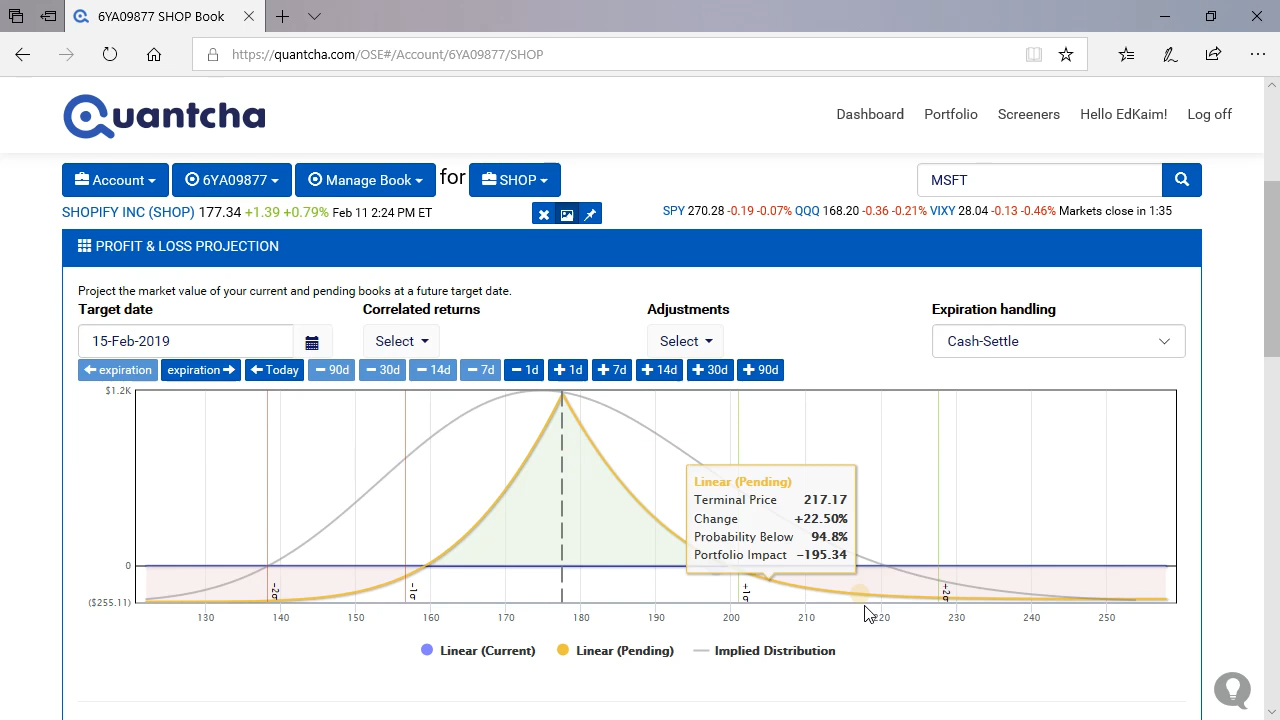 6YA09877 SHOP Book
https://quantcha.com/OSE#/Account/6YA09877/SHOP
Quantcha
Dashboard Portfolio Screeners Hello EdKaim! Log off
Account 6YA09877 Manage Book for SHOP MSFT
SHOPIFY INC (SHOP) 177.34 +1.39 +0.79% Feb 11 2:24 PM ET SPY 270.28 -0.19 -0.07% QQQ 168.20 -0.36 -0.21% VIXY 28.04 -0.13 -0.46% Markets close in 1:35
PROFIT & LOSS PROJECTION
Project the market value of your current and pending books at a future target date.
Target date Correlated returns Adjustments Expiration handling
15-Feb-2019 Select Select Cash-Settle
expiration expiration Today 90d 30d 14d 7d 1d 1d 7d 14d 30d 90d
$1.2K
Linear (Pending)
Terminal Price 217.17
Change +22.50%
Probability Below 94.8%
Portfolio Impact -195.34
0
-2σ -1σ +1σ +2σ
($255.11)
130 140 150 160 170 180 190 200 210 220 230 240 250
Linear (Current) Linear (Pending) Implied Distribution